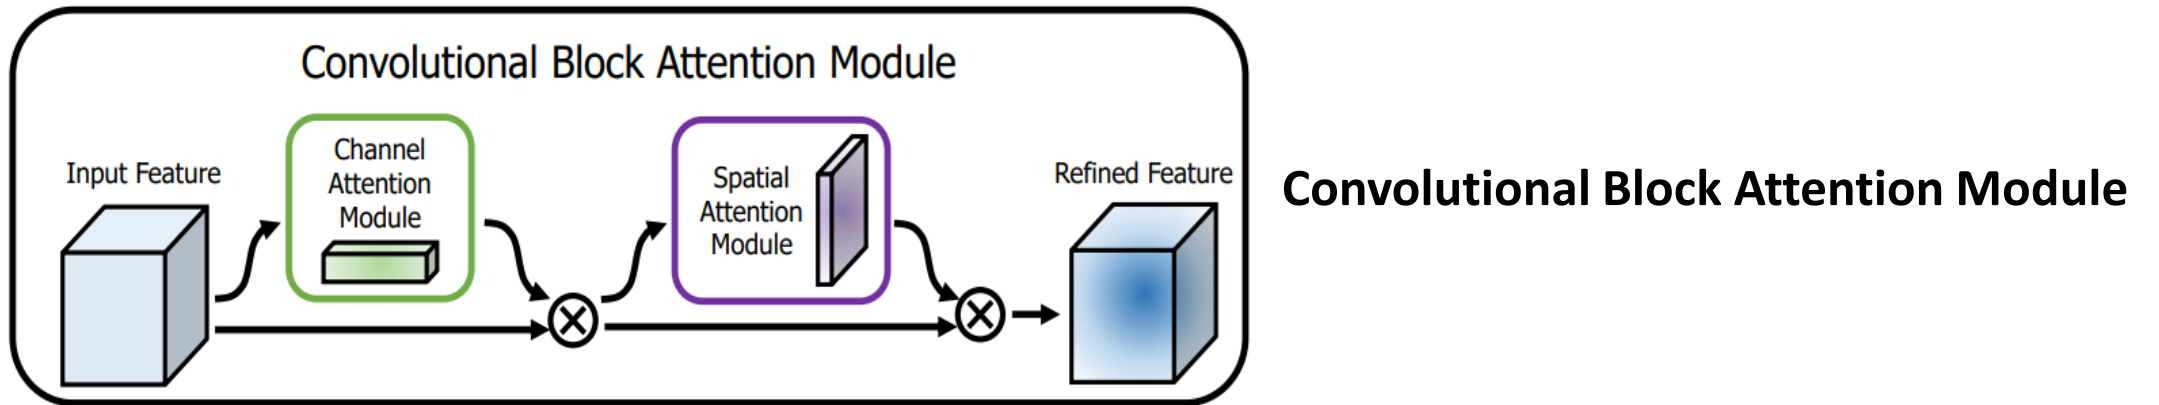 Convolutional Block Attention Module
Input Feature
Channel
Attention
Module
Spatial
Attention
Module
Refined Feature
Convolutional Block Attention Module